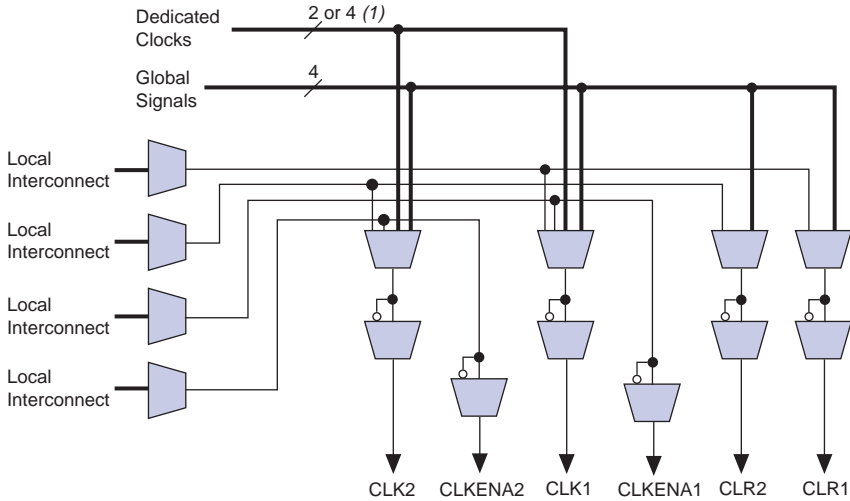 Dedicated
Clocks
2 or 4 (1)
Global
Signals
4
Local
Interconnect
Local
Interconnect
Local
Interconnect
Local
Interconnect
CLK2 CLKENA2 CLK1 CLKENA1 CLR2 CLR1